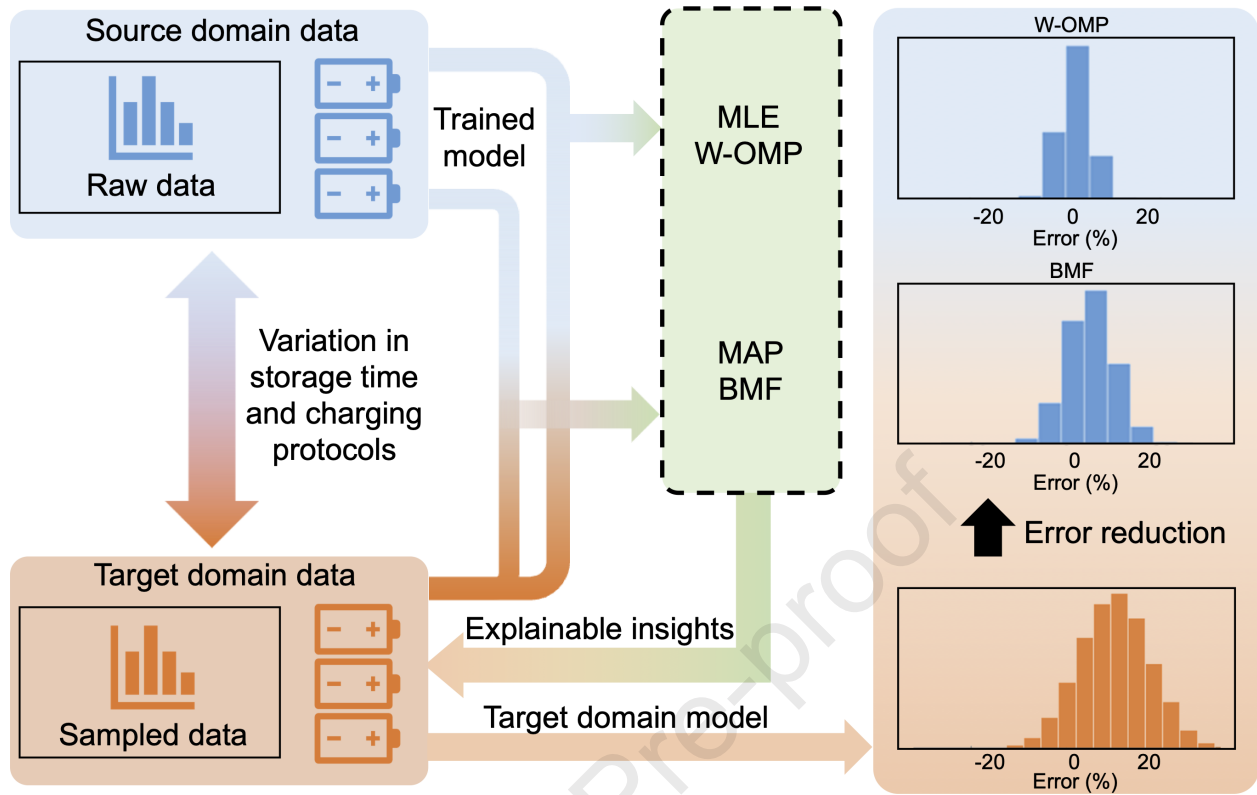 Source domain data
Raw data
Trained
model
Variation in
storage time
and charging
protocols
Target domain data
Sampled data
MLE
W-OMP
MAP
BMF
Explainable insights
Target domain model
W-OMP
-20 0 20
Error (%)
BMF
-20 0 20
Error (%)
Error reduction
-20 0 20
Error (%)
Pre-proof